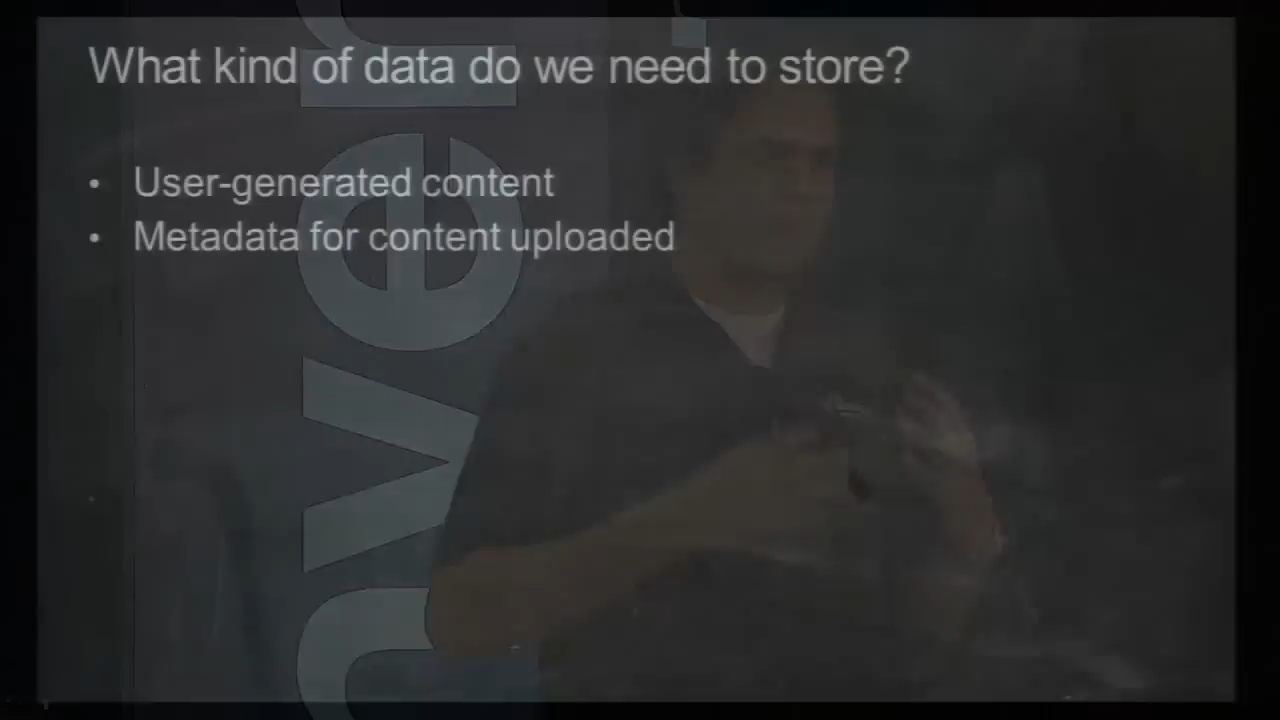 What kind of data do we need to store?
• User-generated content
• Metadata for content uploaded